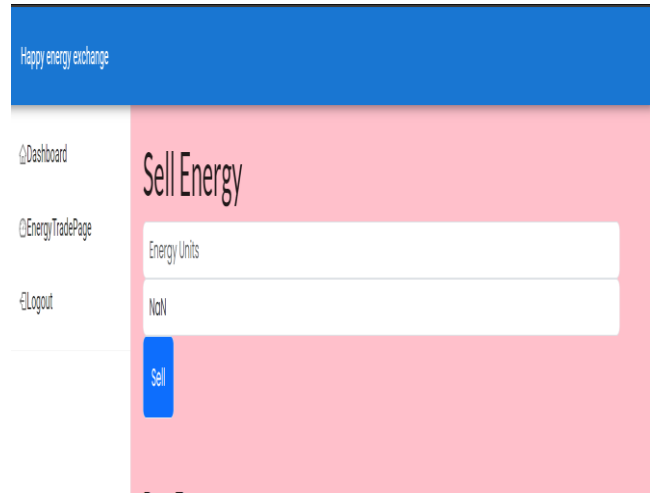 Happy energy exchange
Dashboard
EnergyTradePage
Logout
Sell Energy
Energy Units
NaN
Sell